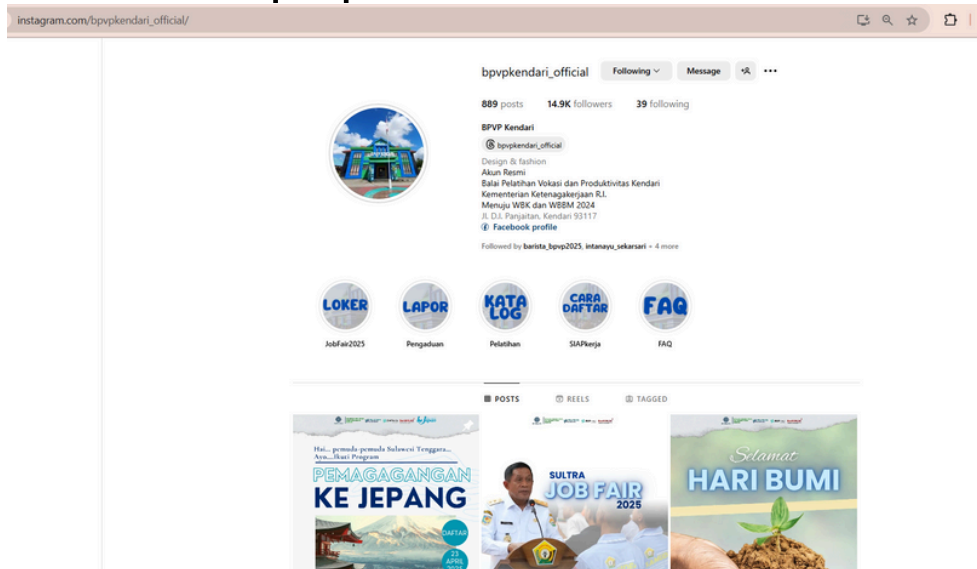 instagram.com/bpvpkendari_official/
bpvpkendari_official Following Message
889 posts 14.9K followers 39 following
BPVP Kendari
bpvpkendari_official
Design & fashion
Akun Resmi
Balai Pelatihan Vokasi dan Produktivitas Kendari
Kementerian Ketenagakerjaan R.I.
Menuju WBK dan WBBM 2024
Jl. D.I. Panjaitan, Kendari 93117
Facebook profile
Followed by barista_bpvp2025, intanayu_sekarsari + 4 more
LOKER
LAPOR
KATA
LOG
CARA
DAFTAR
FAQ
JobFair2025 Pengaduan Pelatihan SIAPkerja FAQ
POSTS REELS TAGGED
Hai... pemuda-pemuda Sulawesi Tenggara...
Ayo...Ikuti Program
PEMAGAGANGAN
KE JEPANG
DAFTAR
23
APRIL
2025
SULTRA
JOB FAIR
2025
Selamat
HARI BUMI